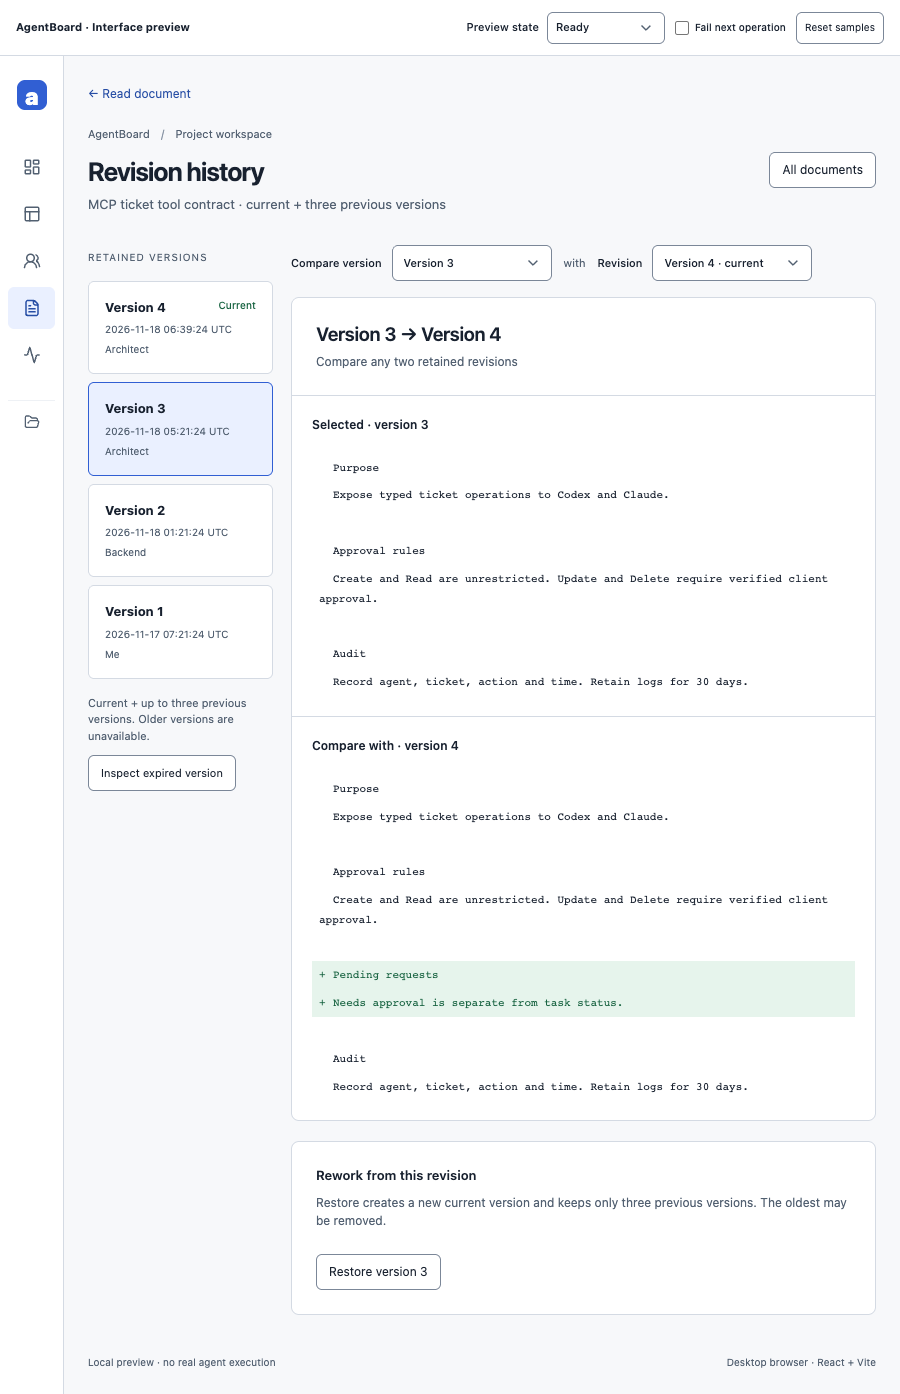 AgentBoard · Interface preview
Preview state
Ready
Fail next operation
Reset samples
a
← Read document
AgentBoard / Project workspace
Revision history
All documents
MCP ticket tool contract · current + three previous versions
RETAINED VERSIONS
Version 4
Current
2026-11-18 06:39:24 UTC
Architect
Version 3
2026-11-18 05:21:24 UTC
Architect
Version 2
2026-11-18 01:21:24 UTC
Backend
Version 1
2026-11-17 07:21:24 UTC
Me
Current + up to three previous
versions. Older versions are
unavailable.
Inspect expired version
Compare version
Version 3
with
Revision
Version 4 · current
Version 3 → Version 4
Compare any two retained revisions
Selected · version 3
Purpose
Expose typed ticket operations to Codex and Claude.
Approval rules
Create and Read are unrestricted. Update and Delete require verified client
approval.
Audit
Record agent, ticket, action and time. Retain logs for 30 days.
Compare with · version 4
Purpose
Expose typed ticket operations to Codex and Claude.
Approval rules
Create and Read are unrestricted. Update and Delete require verified client
approval.
+ Pending requests
+ Needs approval is separate from task status.
Audit
Record agent, ticket, action and time. Retain logs for 30 days.
Rework from this revision
Restore creates a new current version and keeps only three previous versions. The oldest may
be removed.
Restore version 3
Local preview · no real agent execution
Desktop browser · React + Vite